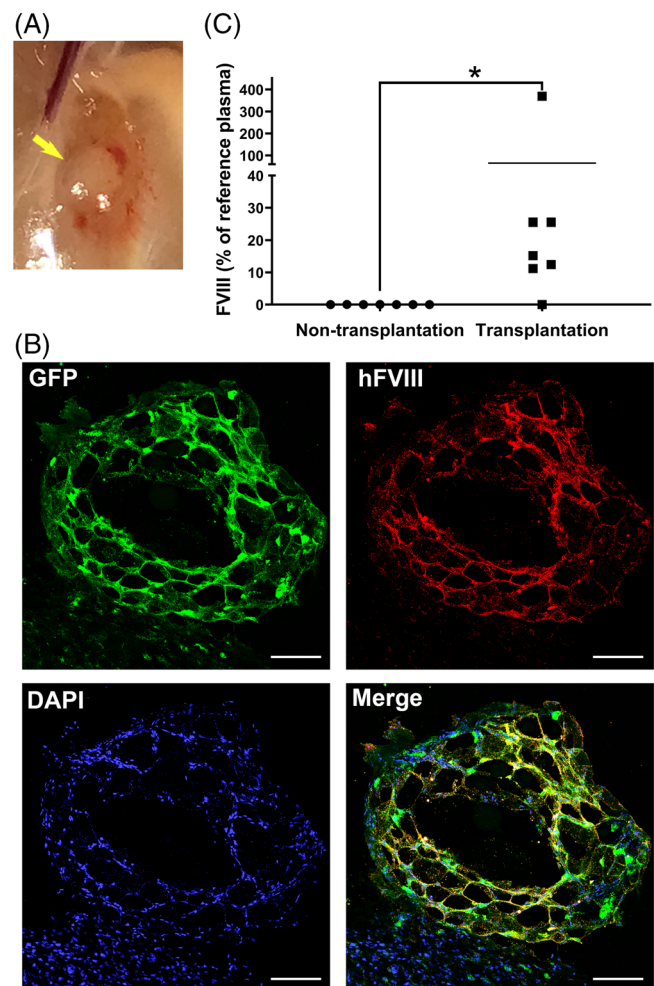 (A)
(C)
FVIII (% of reference plasma)
400
300
200
100
40
30
20
10
0
*
Non-transplantation
Transplantation
(B)
GFP
hFVIII
DAPI
Merge